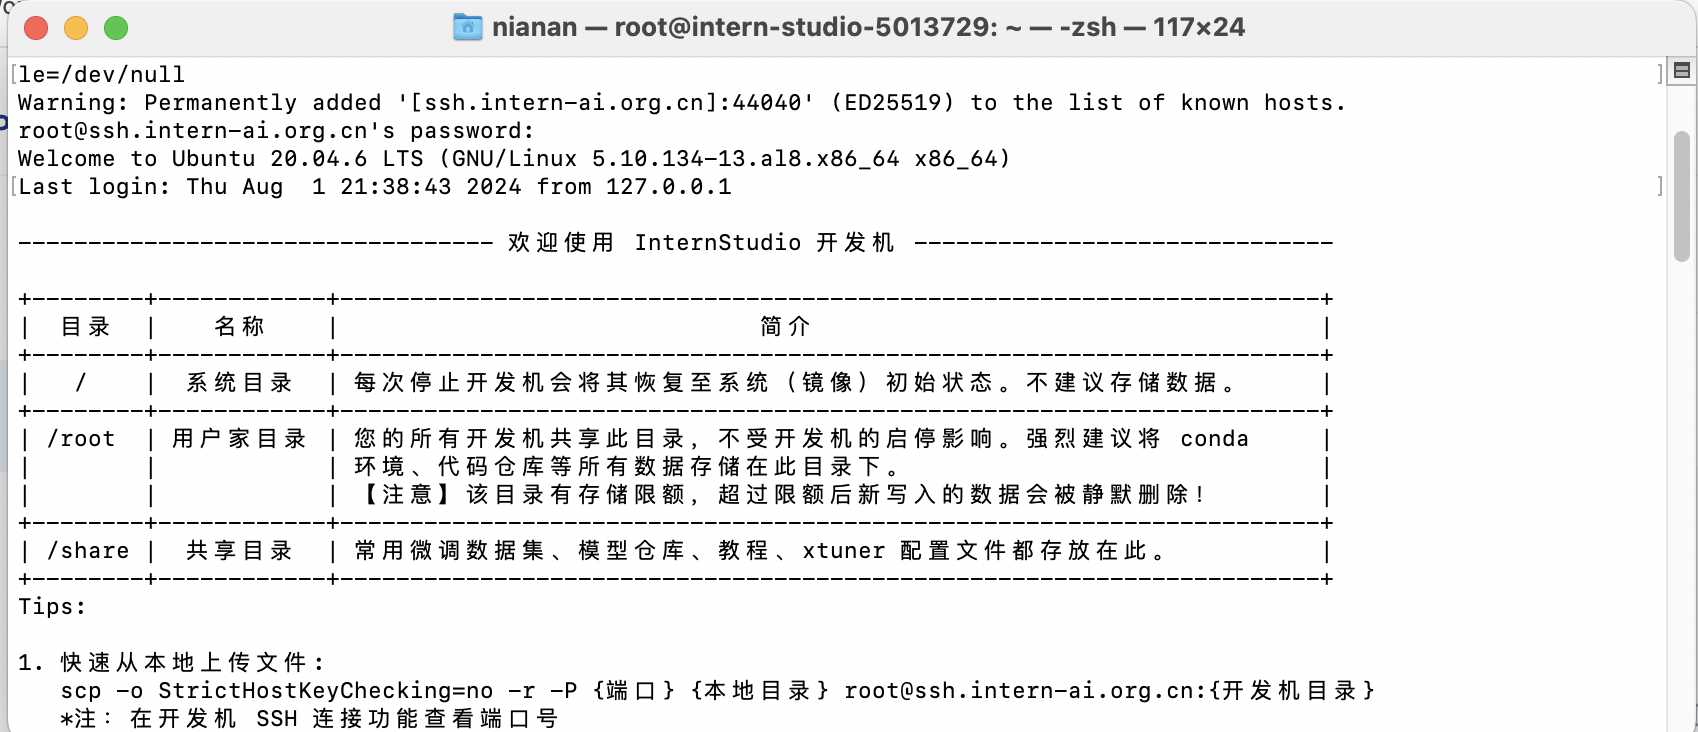 nianan — root@intern-studio-5013729: ~ — -zsh — 117×24
[le=/dev/null ]
Warning: Permanently added '[ssh.intern-ai.org.cn]:44040' (ED25519) to the list of known hosts.
root@ssh.intern-ai.org.cn's password:
Welcome to Ubuntu 20.04.6 LTS (GNU/Linux 5.10.134-13.al8.x86_64 x86_64)
[Last login: Thu Aug  1 21:38:43 2024 from 127.0.0.1 ]
---------------------------------- 欢迎使用 InternStudio 开发机 ------------------------------
+--------+------------+----------------------------------------------------------------------+
|  目录  |    名称    |                              简介                                    |
+--------+------------+----------------------------------------------------------------------+
|   /    |  系统目录  | 每次停止开发机会将其恢复至系统（镜像）初始状态。不建议存储数据。      |
+--------+------------+----------------------------------------------------------------------+
| /root  | 用户家目录 | 您的所有开发机共享此目录，不受开发机的启停影响。强烈建议将 conda     |
|        |            | 环境、代码仓库等所有数据存储在此目录下。                             |
|        |            | 【注意】该目录有存储限额，超过限额后新写入的数据会被静默删除！        |
+--------+------------+----------------------------------------------------------------------+
| /share |  共享目录  | 常用微调数据集、模型仓库、教程、xtuner 配置文件都存放在此。           |
+--------+------------+----------------------------------------------------------------------+
Tips:
1. 快速从本地上传文件：
scp -o StrictHostKeyChecking=no -r -P {端口} {本地目录} root@ssh.intern-ai.org.cn:{开发机目录}
*注：在开发机 SSH 连接功能查看端口号